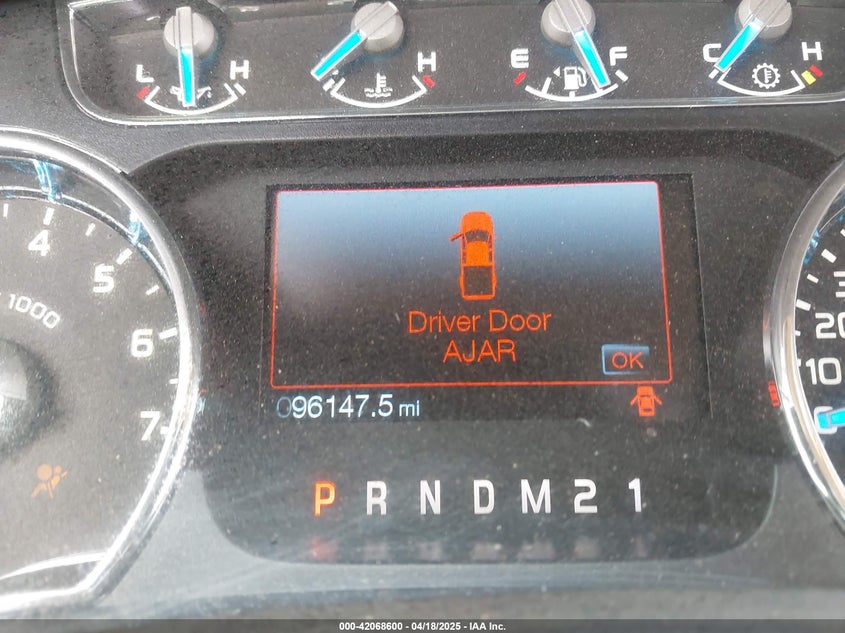 L H H E F C H
4
5
6
7
1000
Driver Door
AJAR
OK
096147.5 mi
P R N D M 2 1
20
10
0
000-42068600 / 04/18/2025 / IAA Inc.